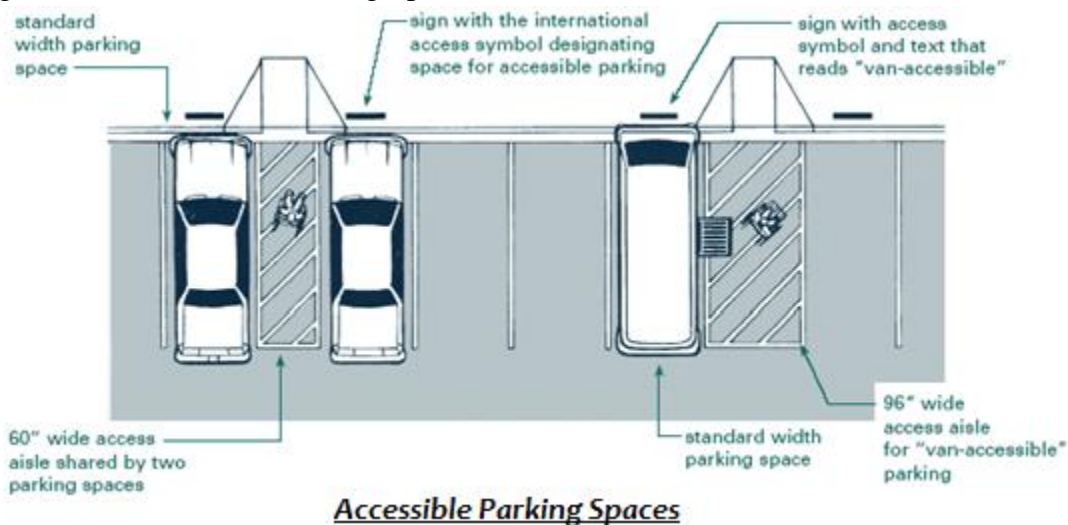 standard
width parking
space
sign with the international
access symbol designating
space for accessible parking
sign with access
symbol and text that
reads "van-accessible"
60" wide access
aisle shared by two
parking spaces
standard width
parking space
96" wide
access aisle
for "van-accessible"
parking
Accessible Parking Spaces